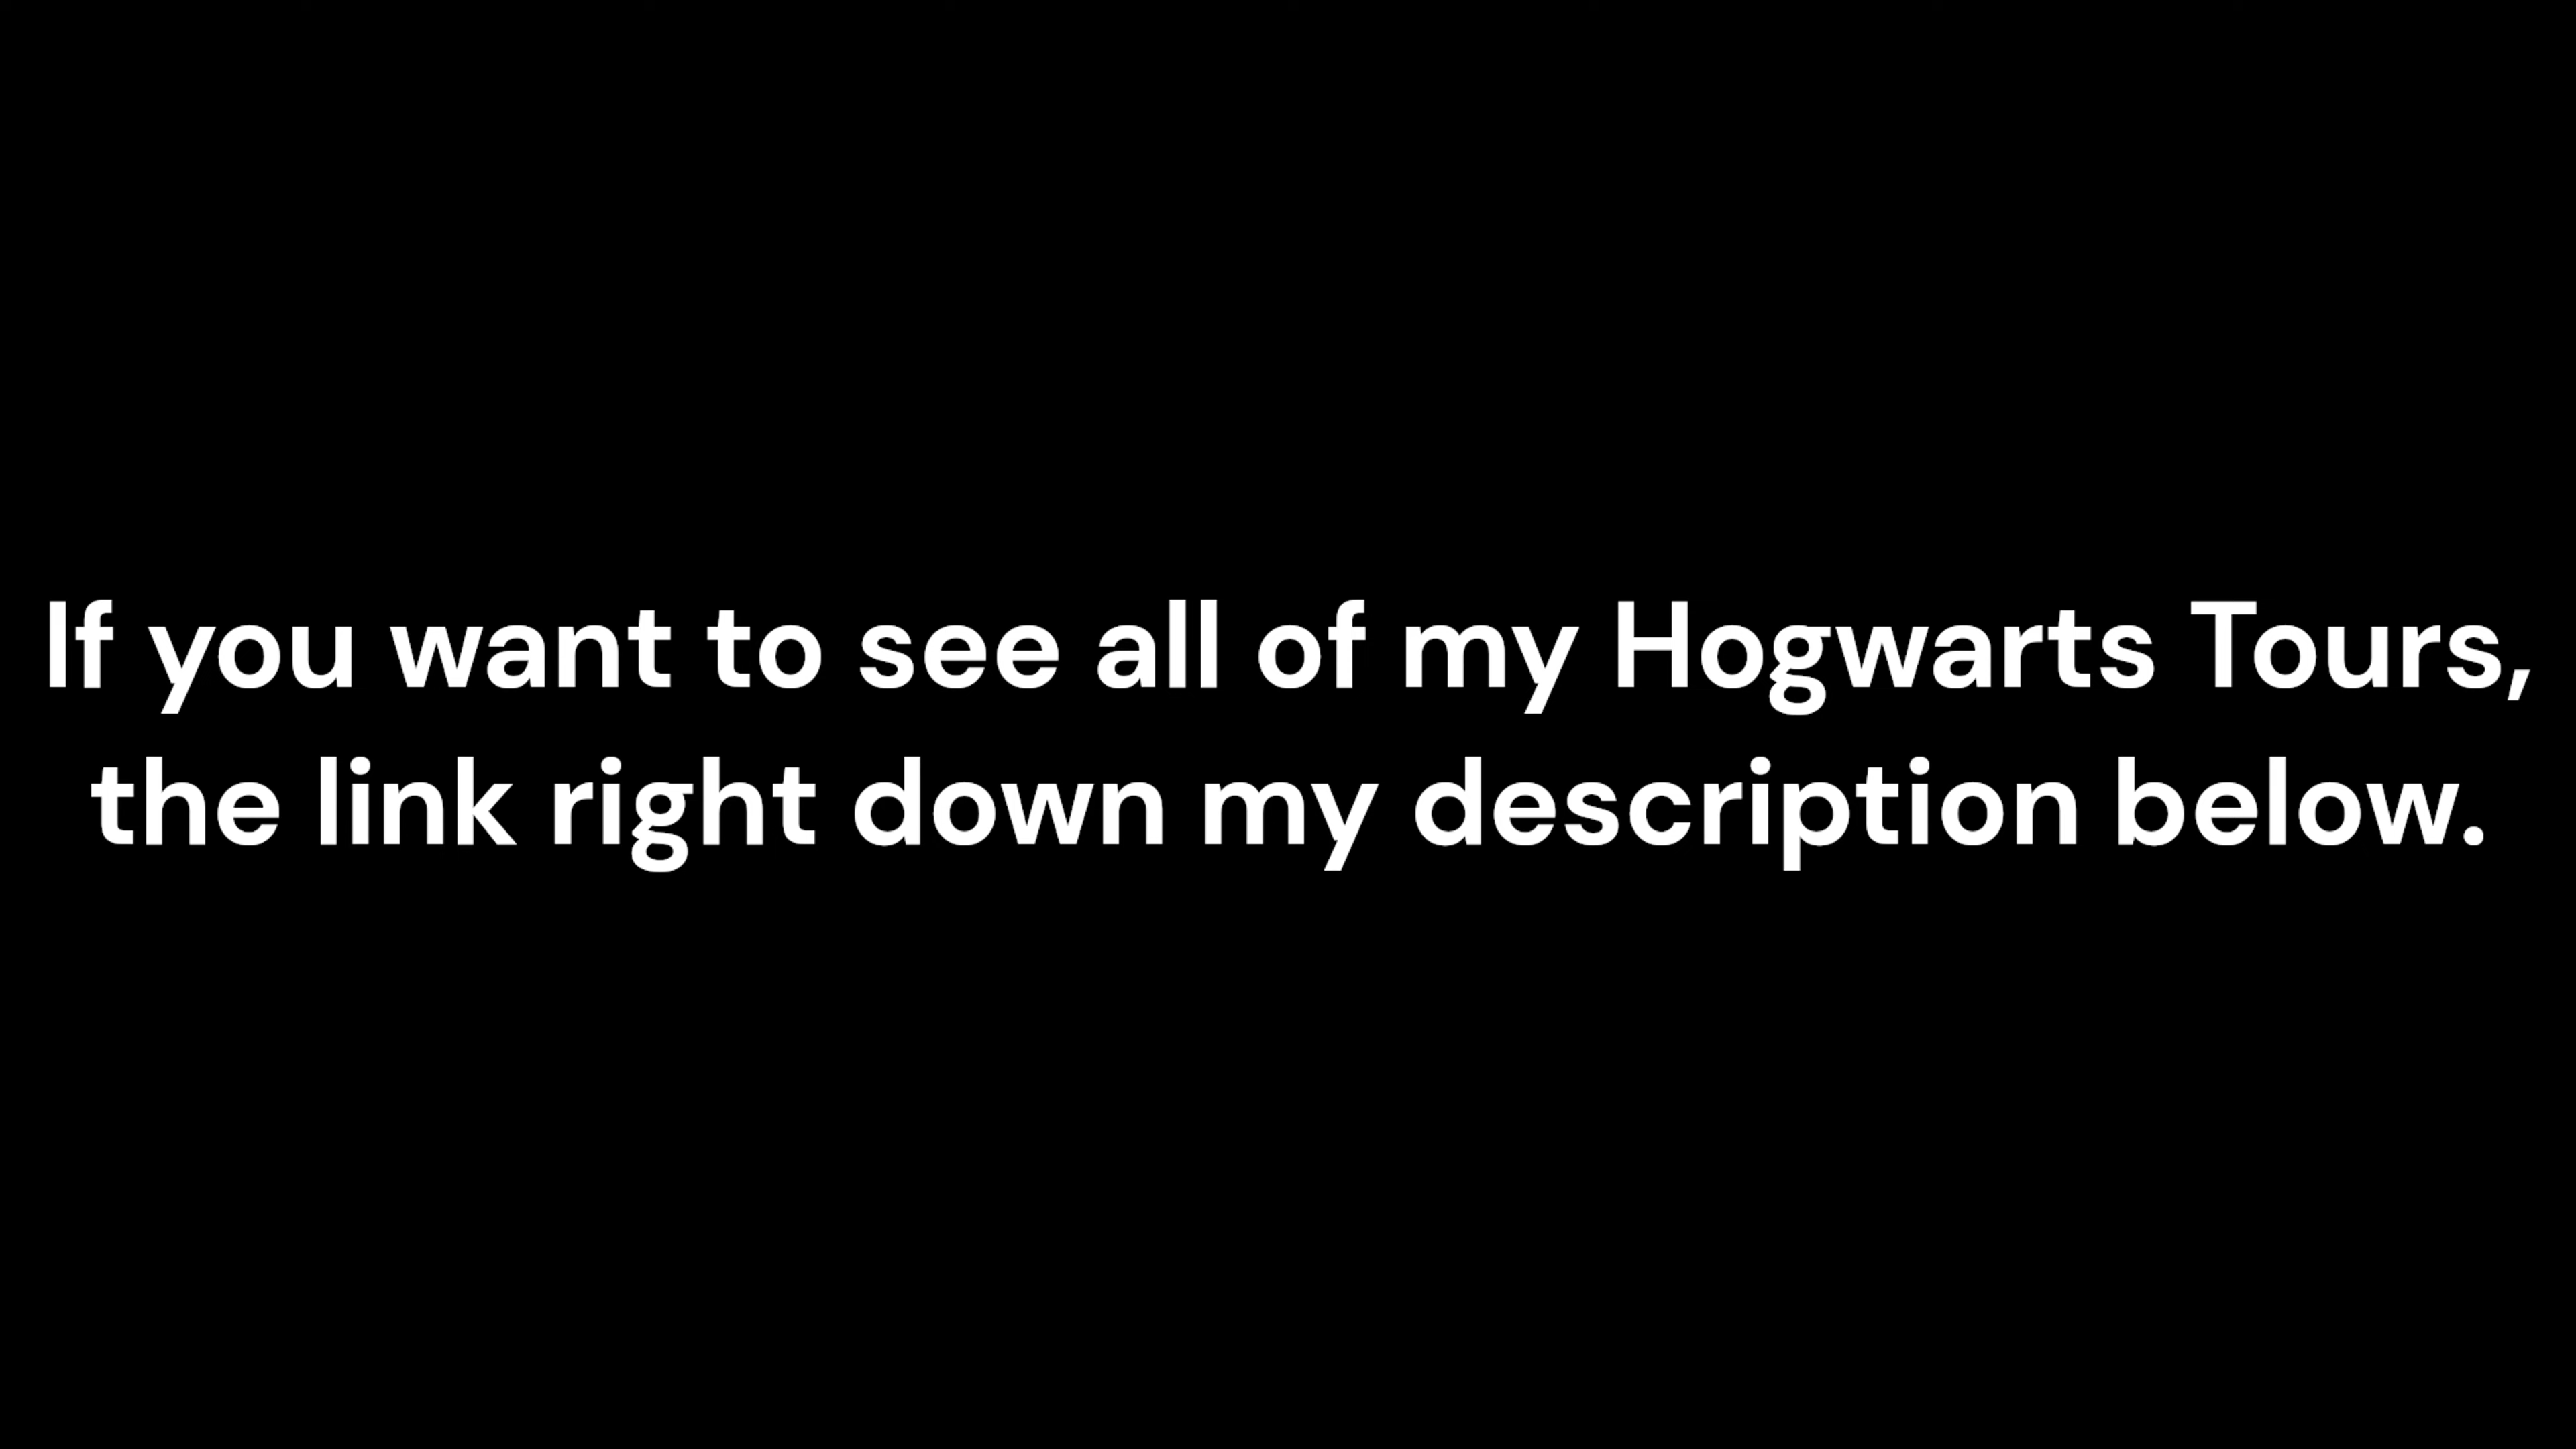 If you want to see all of my Hogwarts Tours,
the link right down my description below.